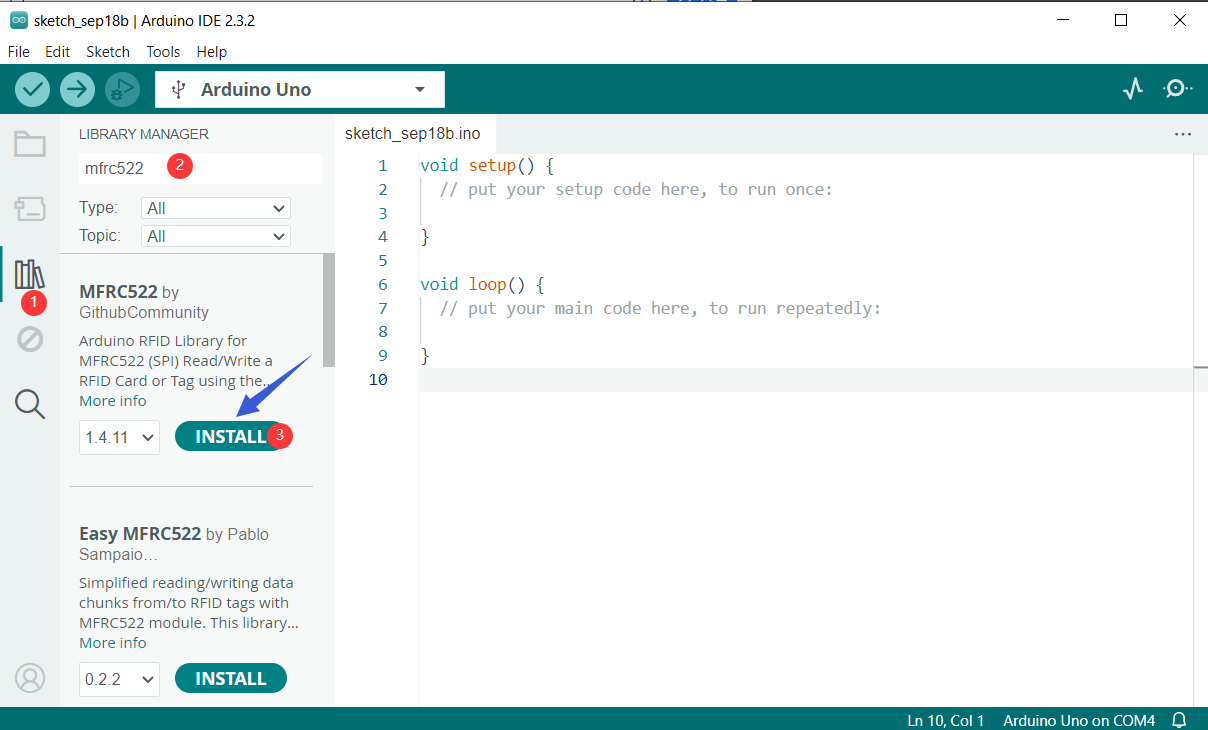 sketch_sep18b | Arduino IDE 2.3.2
File Edit Sketch Tools Help
Arduino Uno
LIBRARY MANAGER
mfrc522 2
Type: All
Topic: All
1
MFRC522 by
GithubCommunity
Arduino RFID Library for
MFRC522 (SPI) Read/Write a
RFID Card or Tag using the...
More info
1.4.11 INSTALL 3
Easy MFRC522 by Pablo
Sampaio...
Simplified reading/writing data
chunks from/to RFID tags with
MFRC522 module. This library...
More info
0.2.2 INSTALL
sketch_sep18b.ino
1 void setup() {
2 // put your setup code here, to run once:
3
4 }
5
6 void loop() {
7 // put your main code here, to run repeatedly:
8
9 }
10
Ln 10, Col 1 Arduino Uno on COM4